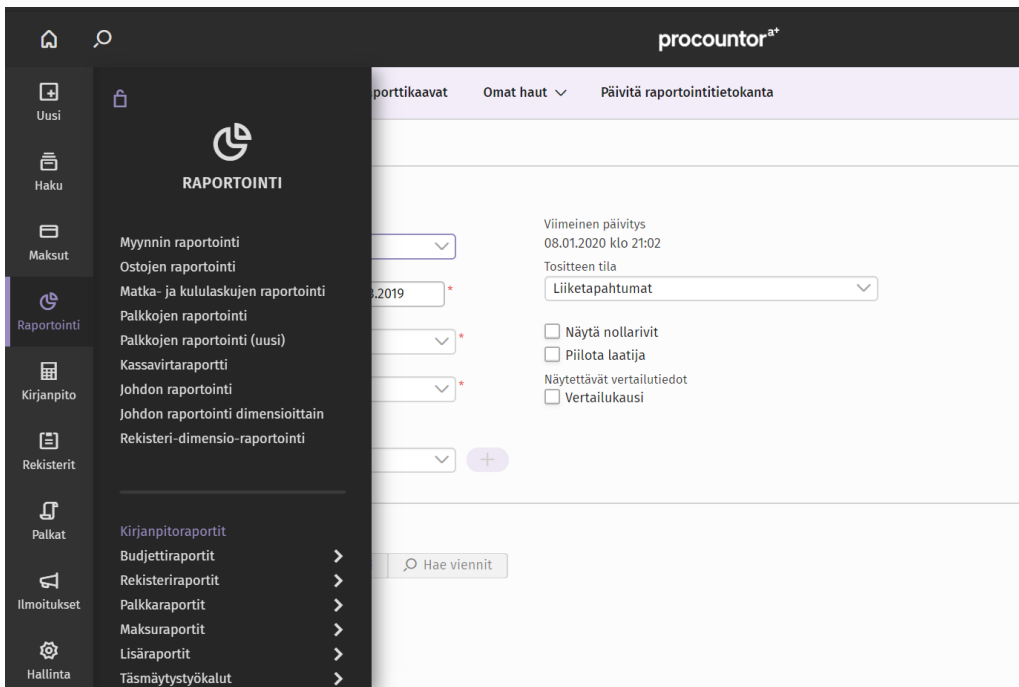 procountor a+
Uusi
Haku
Maksut
Raportointi
Kirjanpito
Rekisterit
Palkat
Ilmoitukset
Hallinta
RAPORTOINTI
Myynnin raportointi
Ostojen raportointi
Matka- ja kululaskujen raportointi
Palkkojen raportointi
Palkkojen raportointi (uusi)
Kassavirtaraportti
Johdon raportointi
Johdon raportointi dimensioittain
Rekisteri-dimensio-raportointi
Kirjanpitoraportit
Budjettiraportit
Rekisteriraportit
Palkkaraportit
Maksuraportit
Lisäraportit
Täsmäytystyökalut
porttikaavat Omat haut Päivitä raportointitietokanta
Viimeinen päivitys
08.01.2020 klo 21:02
Tositteen tila
.2019 * Liiketapahtumat
* Näytä nollarivit
Piilota laatija
Näytettävät vertailutiedot
* Vertailukausi
+
Hae viennit